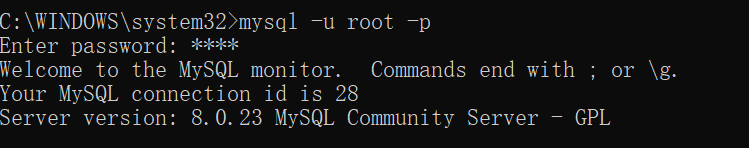 C:\WINDOWS\system32>mysql -u root -p
Enter password: ****
Welcome to the MySQL monitor.  Commands end with ; or \g.
Your MySQL connection id is 28
Server version: 8.0.23 MySQL Community Server - GPL